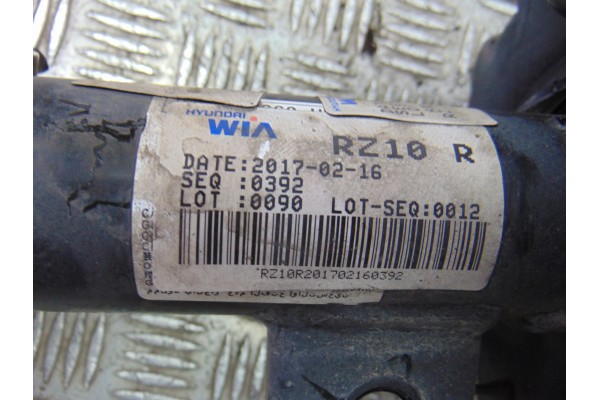 HYUNDAI
WIA
RZ10 R
DATE:2017-02-16
SEQ :0392
LOT :0090 LOT-SEQ:0012
RZ10R201702160392